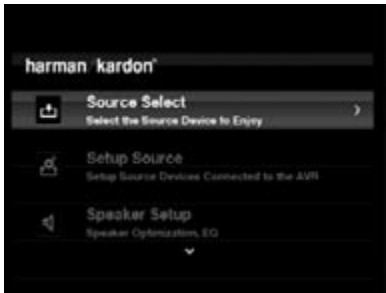 harman / kardon®
Source Select
Select the Source Device to Enjoy
Setup Source
Setup Source Devices Connected to the AVR
Speaker Setup
Speaker Optimization, EQ